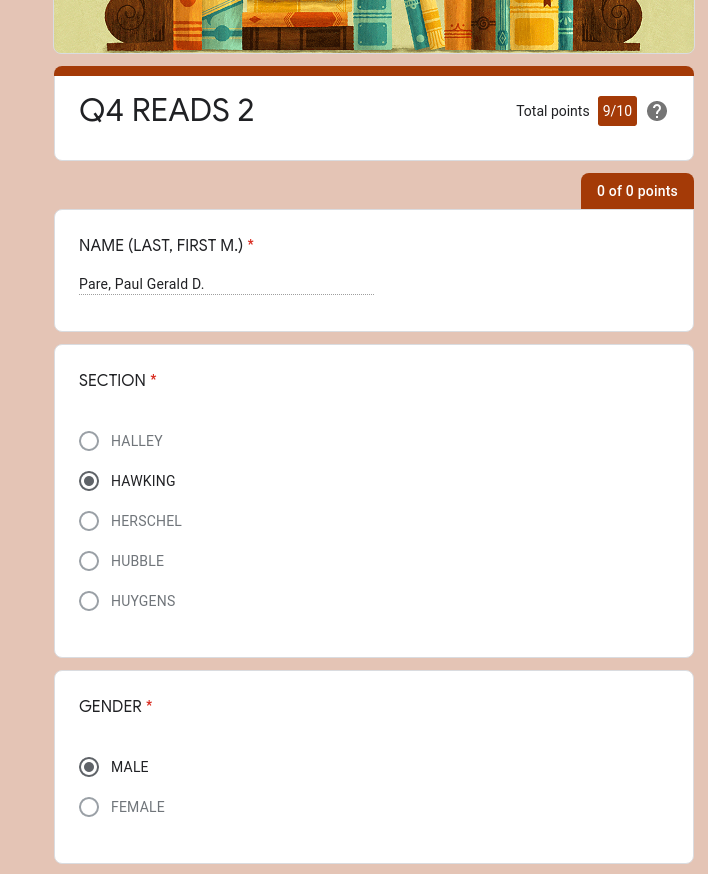 Q4 READS 2
Total points 9/10 ?
0 of 0 points
NAME (LAST, FIRST M.) *
Pare, Paul Gerald D.
SECTION *
HALLEY
HAWKING
HERSCHEL
HUBBLE
HUYGENS
GENDER *
MALE
FEMALE